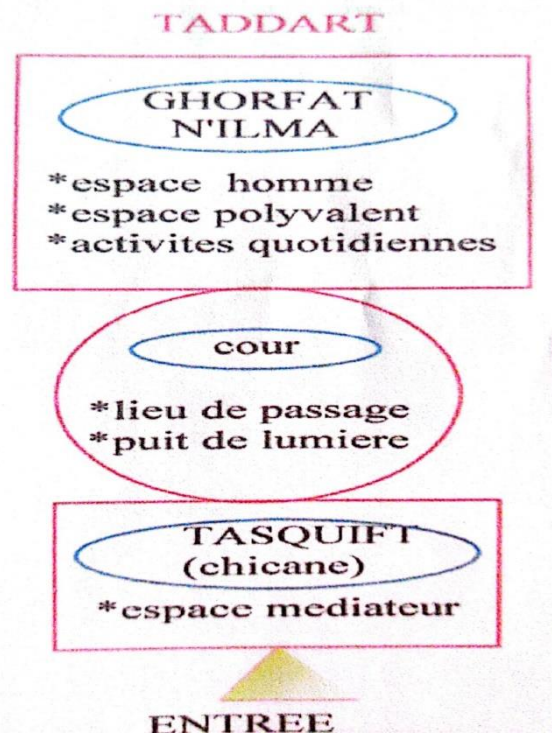 TADDART
GHORFAT
N'ILMA
*espace homme
*espace polyvalent
*activites quotidiennes
cour
*lieu de passage
*puit de lumiere
TASQUIFT
(chicane)
*espace mediateur
ENTREE